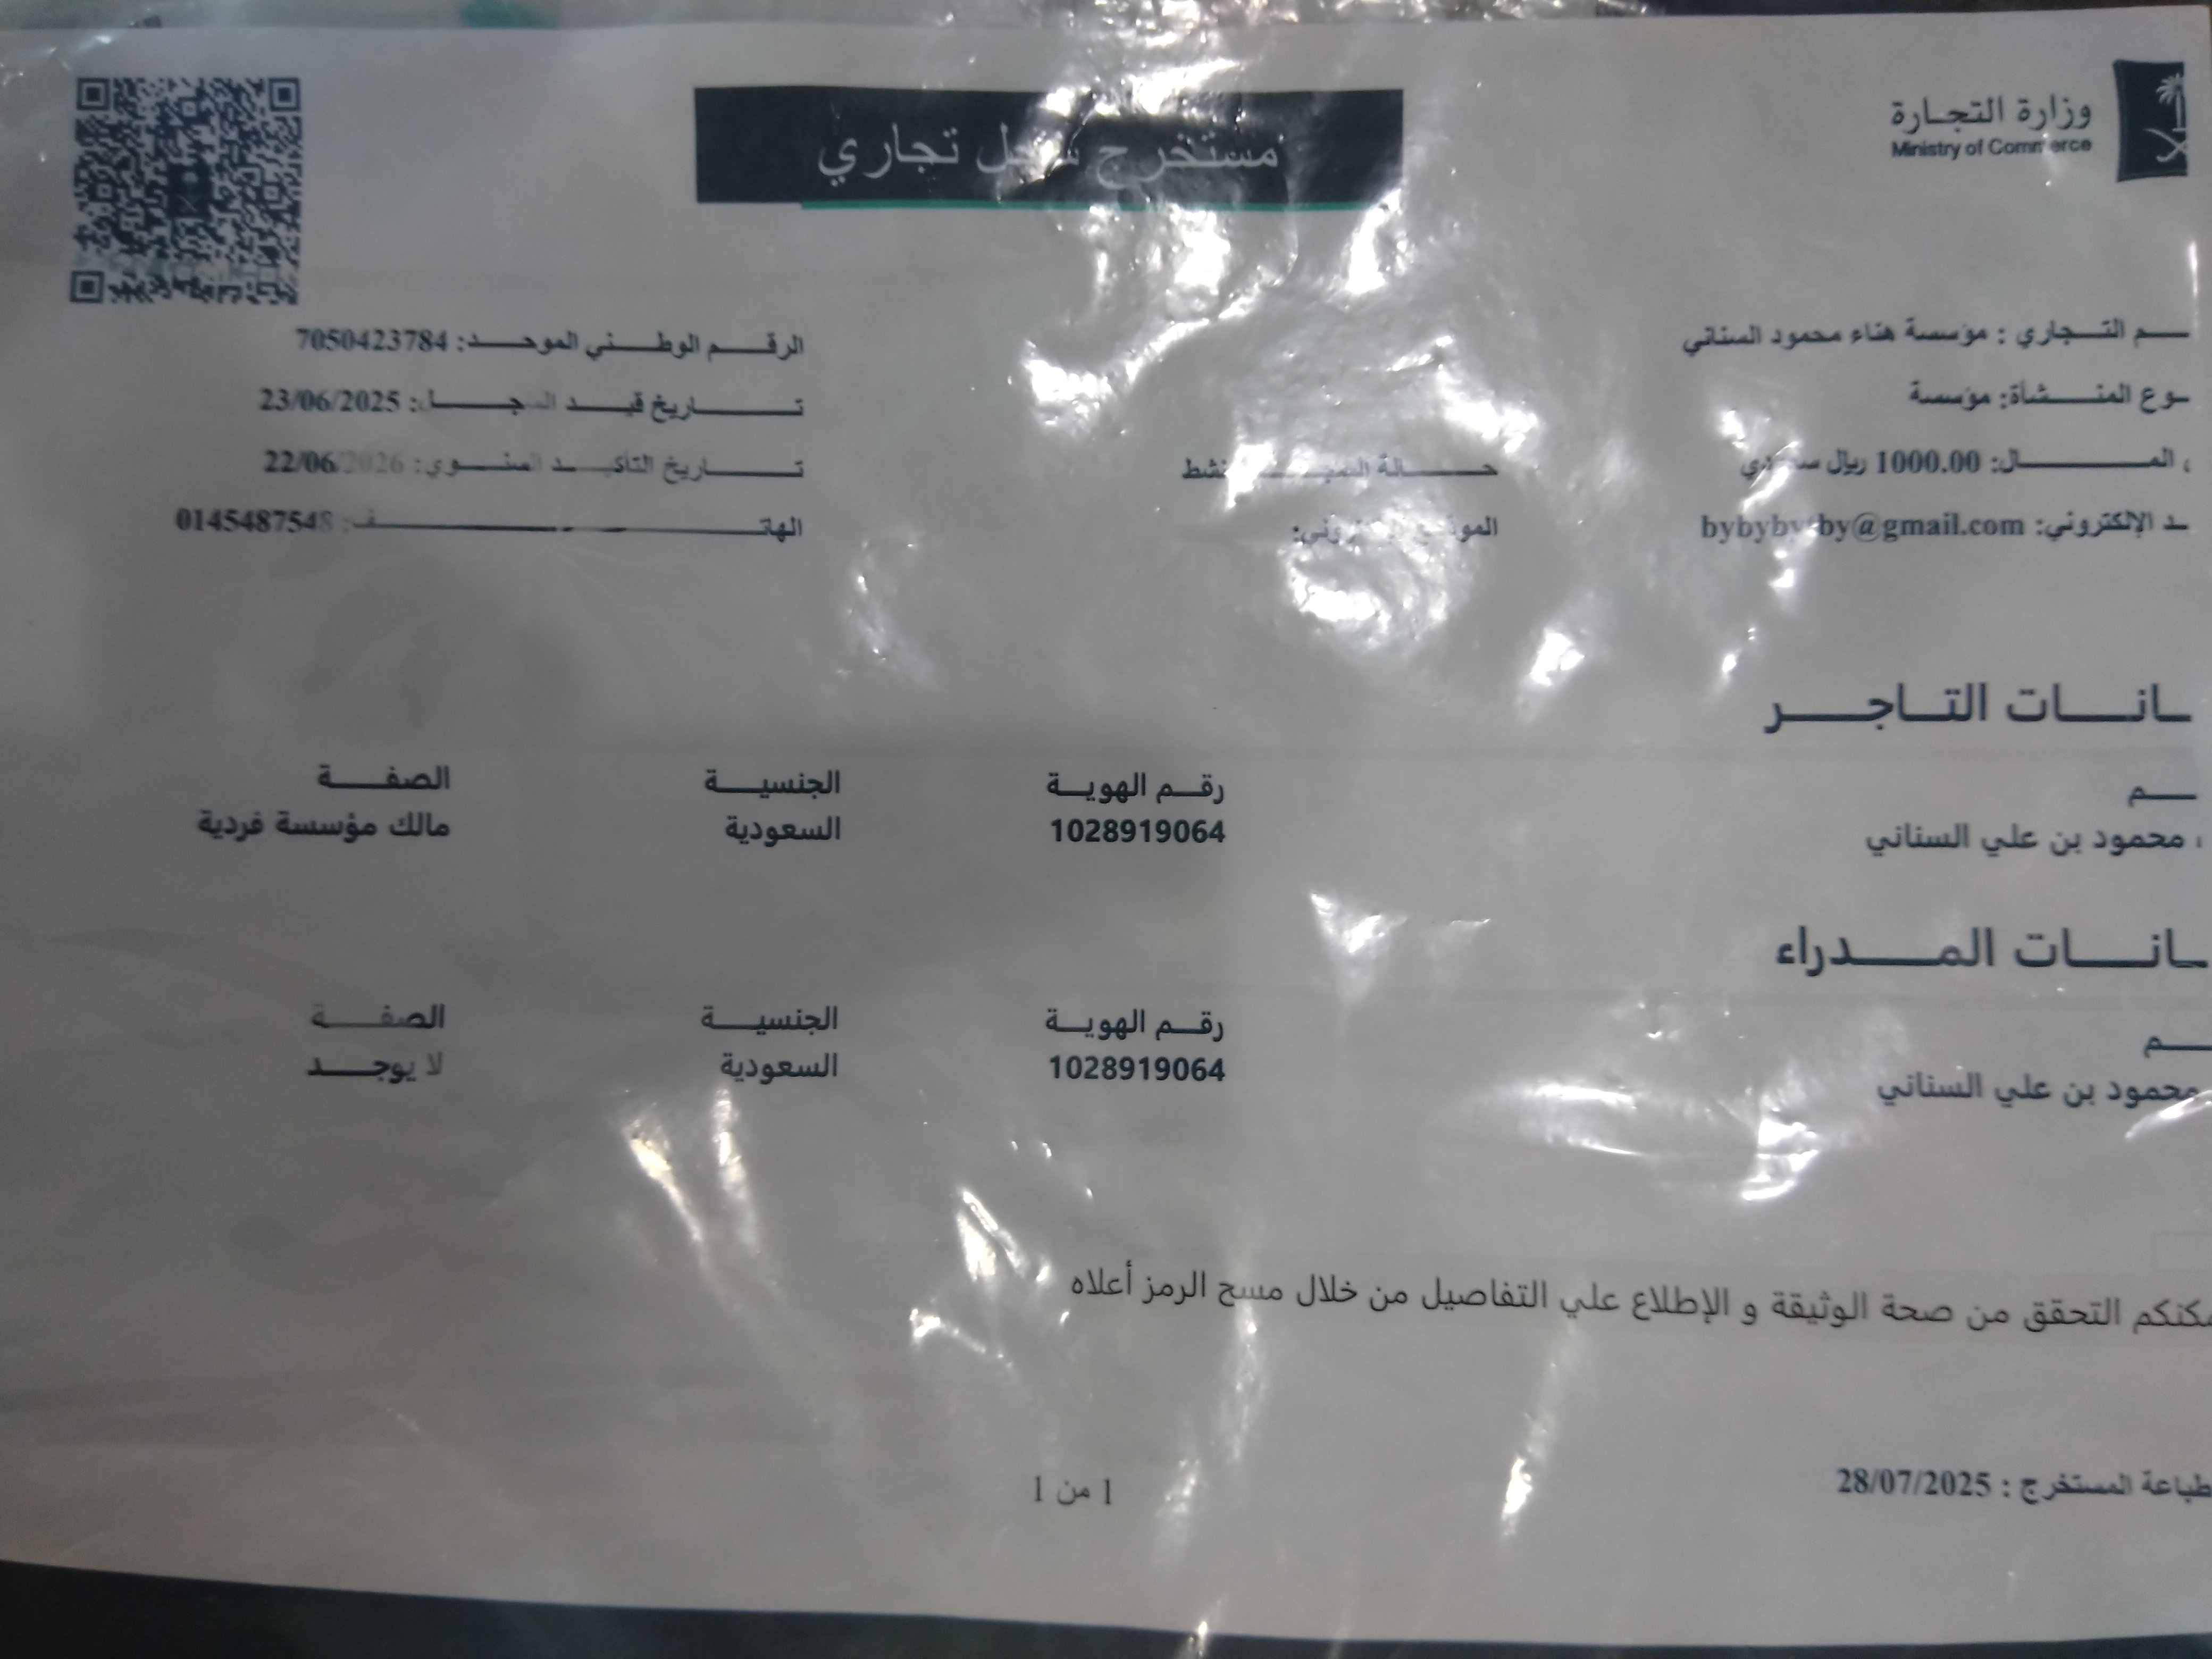 وزارة التجارة
Ministry of Commerce
مستخرج سجل تجاري
التجاري : مؤسسة هناء محمود السناني
الرقم الوطني الموحد: 7050423784
المنشأة: مؤسسة
تاريخ قيد 23/06/2025
المال: 1000.00 ريال سعودي
حالة نشط
تاريخ التأكيد السنوي: 22/06/2026
الإلكتروني: @gmail.com
الهاتف: 0145487548
التاجر
رقم الهوية الجنسية الصفة
محمود بن علي السناني 1028919064 السعودية مالك مؤسسة فردية
المدراء
رقم الهوية الجنسية الصفة
محمود بن علي السناني 1028919064 السعودية لا يوجد
التحقق من صحة الوثيقة و الإطلاع علي التفاصيل من خلال مسح الرمز أعلاه
طباعة المستخرج : 28/07/2025
1 من 1